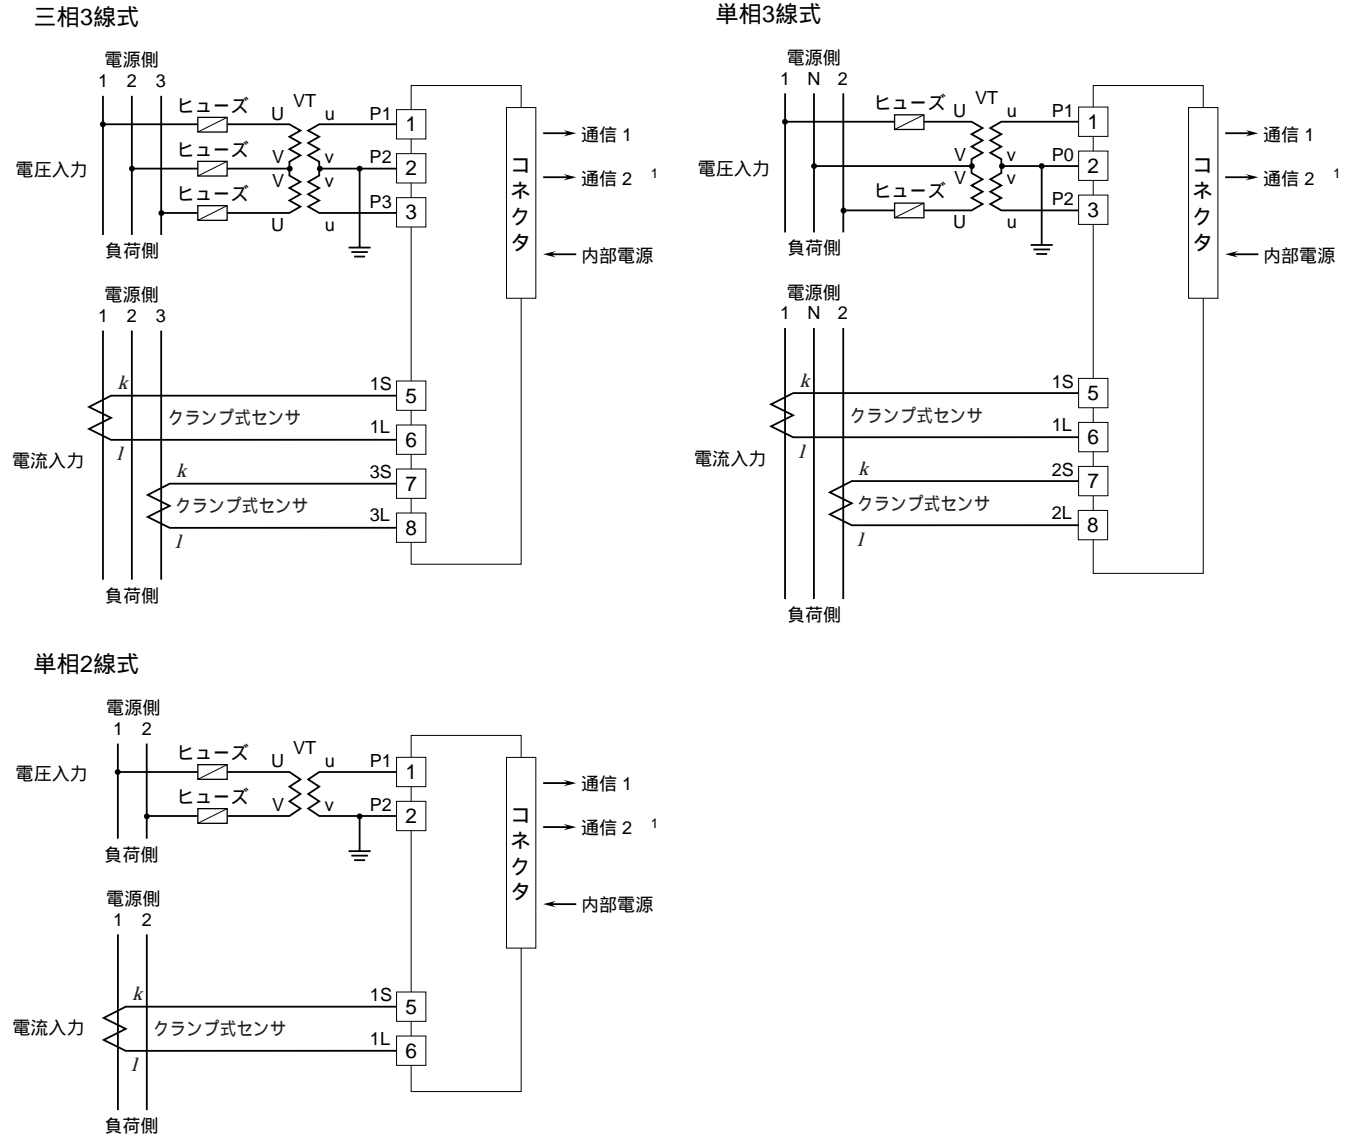 三相3線式
電源側
1 2 3
ヒューズ U VT u P1 1
ヒューズ V v P2 2
電圧入力
V v
ヒューズ U u P3 3
負荷側
コネクタ
通信 1
通信 2 1
内部電源
電源側
1 2 3
k 1S 5
クランプ式センサ
l 1L 6
電流入力
k 3S 7
クランプ式センサ
l 3L 8
負荷側
単相3線式
電源側
1 N 2
ヒューズ U VT u P1 1
V v P0 2
電圧入力
V v
ヒューズ U u P2 3
負荷側
コネクタ
通信 1
通信 2 1
内部電源
電源側
1 N 2
k 1S 5
クランプ式センサ
l 1L 6
電流入力
k 2S 7
クランプ式センサ
l 2L 8
負荷側
単相2線式
電源側
1 2
ヒューズ U VT u P1 1
電圧入力
ヒューズ V v P2 2
負荷側
コネクタ
通信 1
通信 2 1
内部電源
電源側
1 2
k 1S 5
電流入力 クランプ式センサ
l 1L 6
負荷側